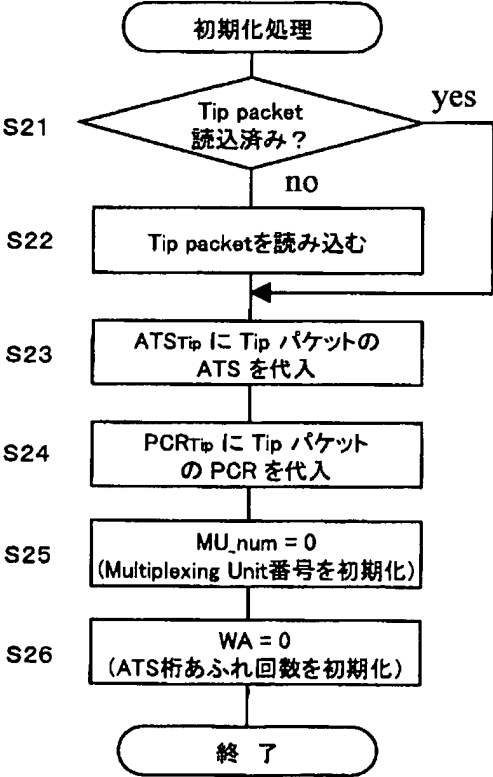 初期化処理
S21
Tip packet
読込済み？
yes
no
S22
Tip packetを読み込む
S23
ATSTip に Tip パケットの
ATS を代入
S24
PCRTip に Tip パケット
の PCR を代入
S25
MU_num = 0
(Multiplexing Unit番号を初期化)
S26
WA = 0
(ATS桁あふれ回数を初期化)
終 了